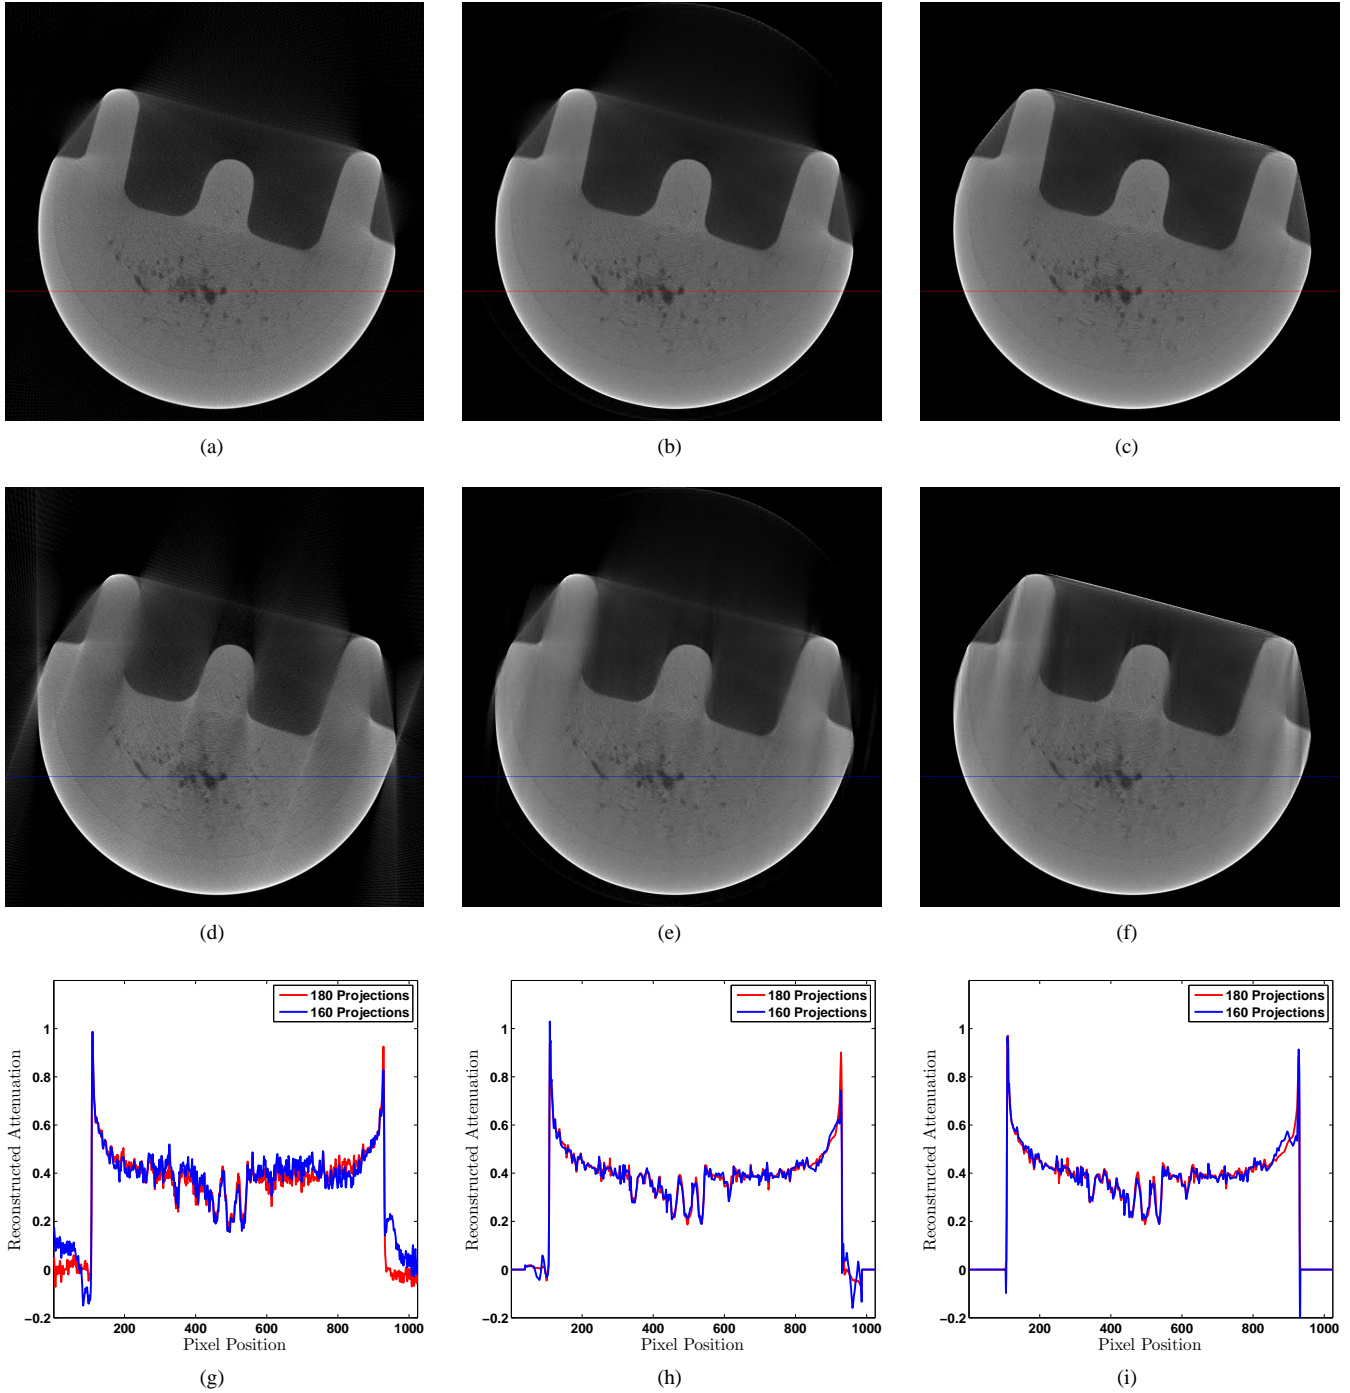 (a) (b) (c)
(d) (e) (f)
180 Projections
160 Projections
Reconstructed Attenuation
1
0.8
0.6
0.4
0.2
0
−0.2
200 400 600 800 1000
Pixel Position
(g)
180 Projections
160 Projections
Reconstructed Attenuation
1
0.8
0.6
0.4
0.2
0
−0.2
200 400 600 800 1000
Pixel Position
(h)
180 Projections
160 Projections
Reconstructed Attenuation
1
0.8
0.6
0.4
0.2
0
−0.2
200 400 600 800 1000
Pixel Position
(i)